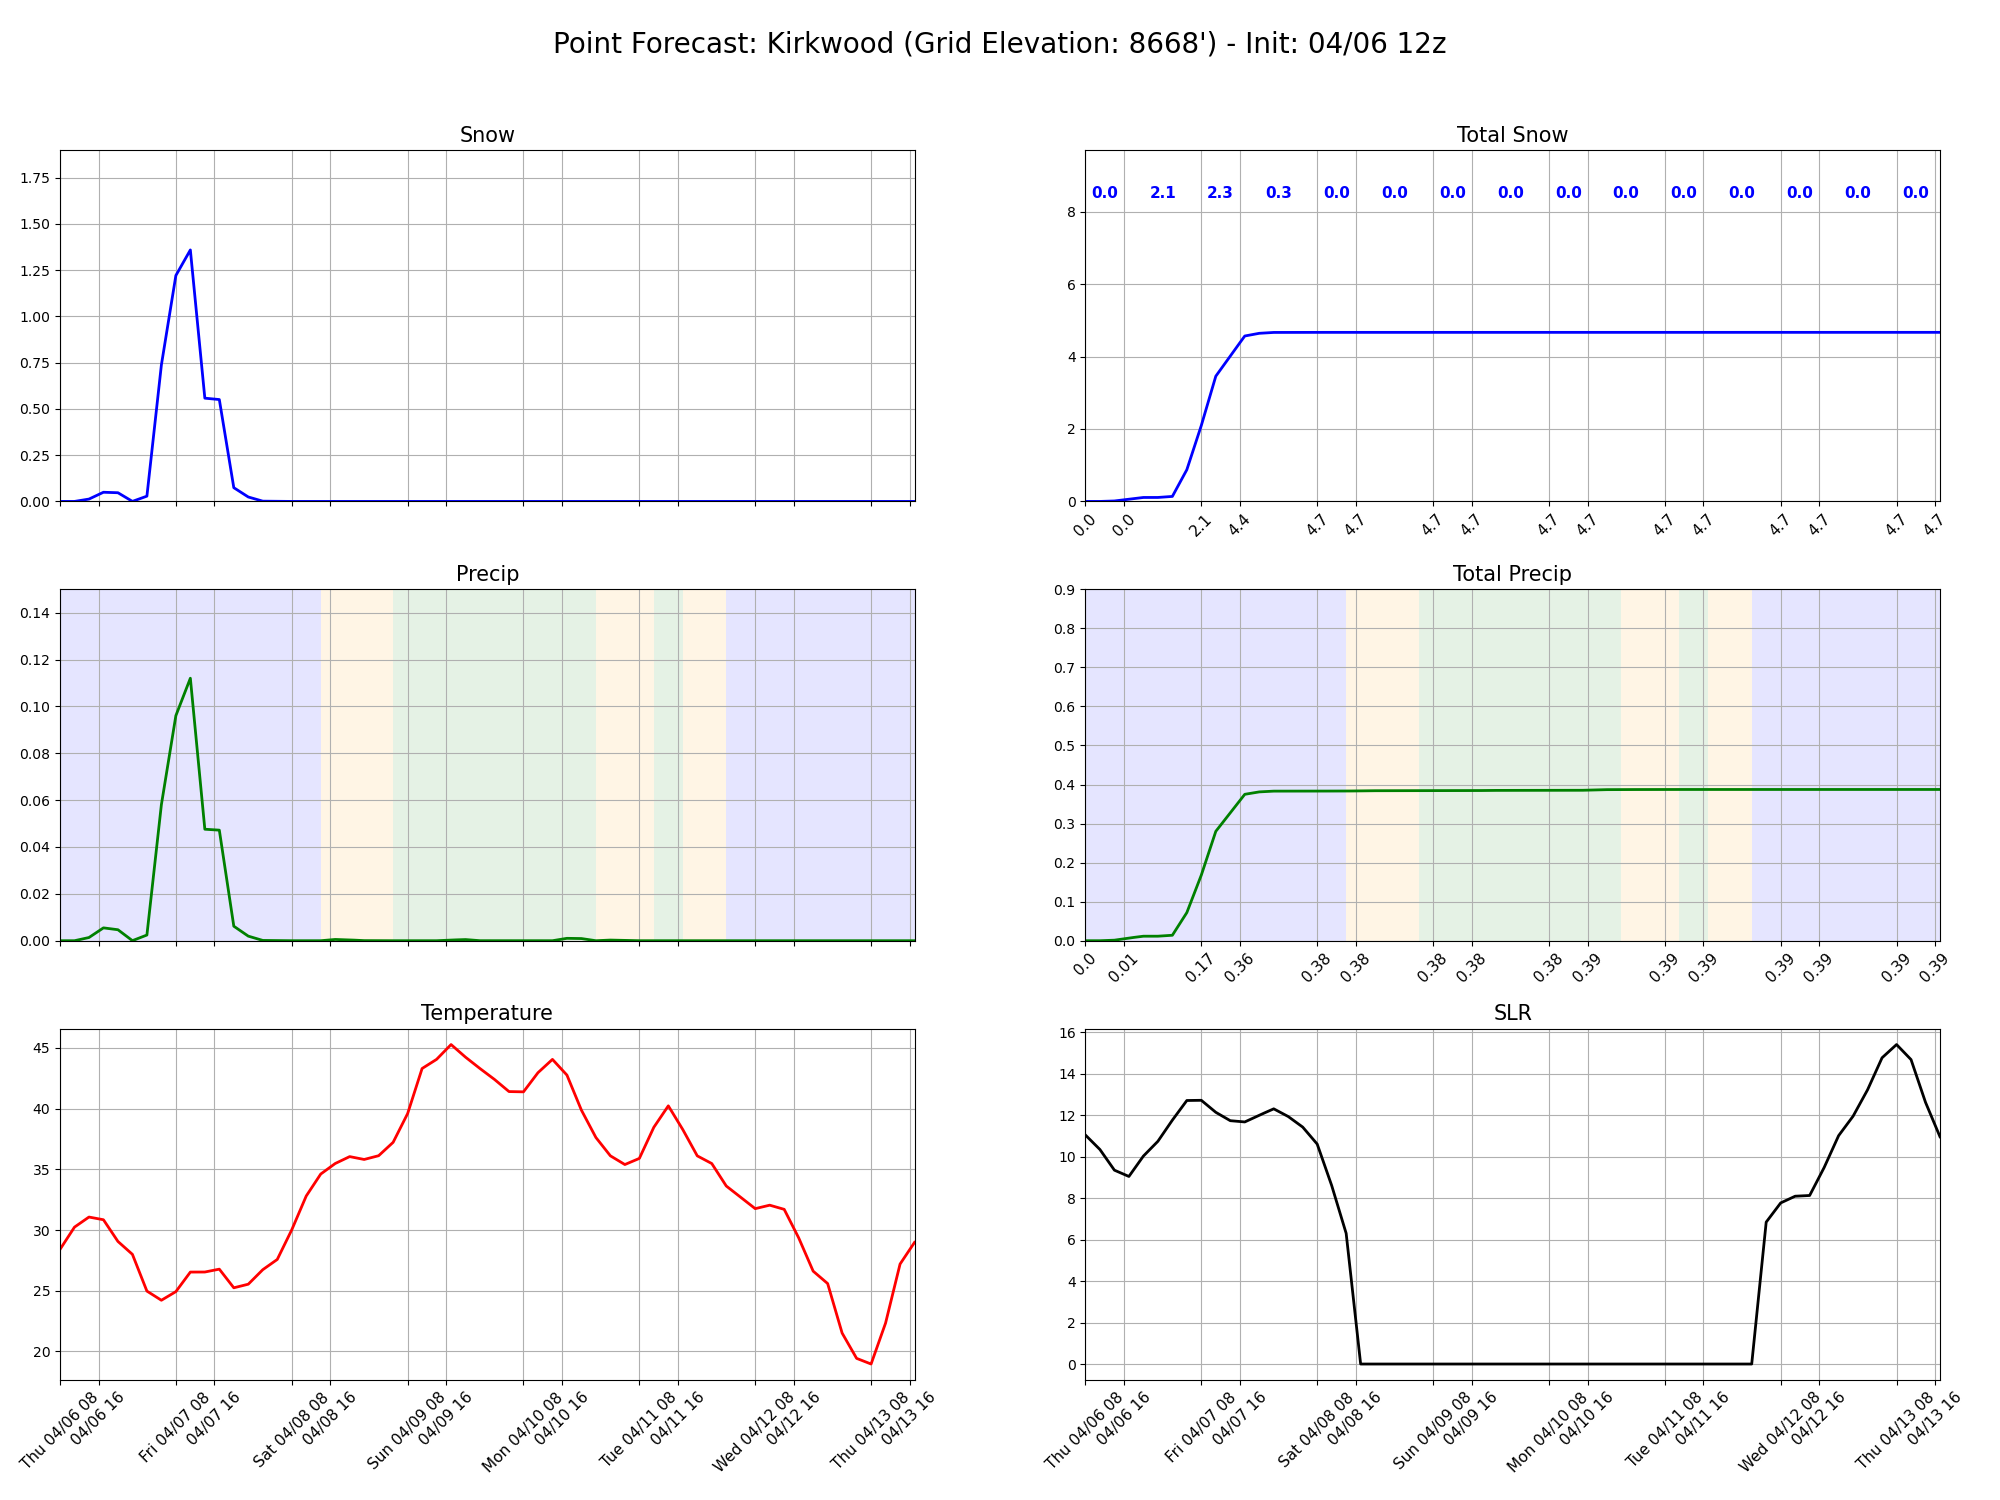 Point Forecast: Kirkwood (Grid Elevation: 8668') - Init: 04/06 12z
Snow
1.75
1.50
1.25
1.00
0.75
0.50
0.25
0.00
Total Snow
0.0 2.1 2.3 0.3 0.0 0.0 0.0 0.0 0.0 0.0 0.0 0.0 0.0 0.0 0.0
8
6
4
2
0
0.0 0.0 2.1 4.4 4.7 4.7 4.7 4.7 4.7 4.7 4.7 4.7 4.7 4.7 4.7 4.7
Precip
0.14
0.12
0.10
0.08
0.06
0.04
0.02
0.00
Total Precip
0.9
0.8
0.7
0.6
0.5
0.4
0.3
0.2
0.1
0.0
0.0 0.01 0.17 0.36 0.38 0.38 0.38 0.38 0.38 0.39 0.39 0.39 0.39 0.39 0.39 0.39
Temperature
45
40
35
30
25
20
Thu 04/06 08
04/06 16
Fri 04/07 08
04/07 16
Sat 04/08 08
04/08 16
Sun 04/09 08
04/09 16
Mon 04/10 08
04/10 16
Tue 04/11 08
04/11 16
Wed 04/12 08
04/12 16
Thu 04/13 08
04/13 16
SLR
16
14
12
10
8
6
4
2
0
Thu 04/06 08
04/06 16
Fri 04/07 08
04/07 16
Sat 04/08 08
04/08 16
Sun 04/09 08
04/09 16
Mon 04/10 08
04/10 16
Tue 04/11 08
04/11 16
Wed 04/12 08
04/12 16
Thu 04/13 08
04/13 16